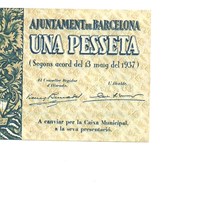 AJUNTAMENT DE BARCELONA
UNA PESSETA
(Segons acord del 13 maig del 1937)
El Conseller Regidor
d'Hisenda,
L'Alcalde,
A canviar per la Caixa Municipal,
a la seva presentació.